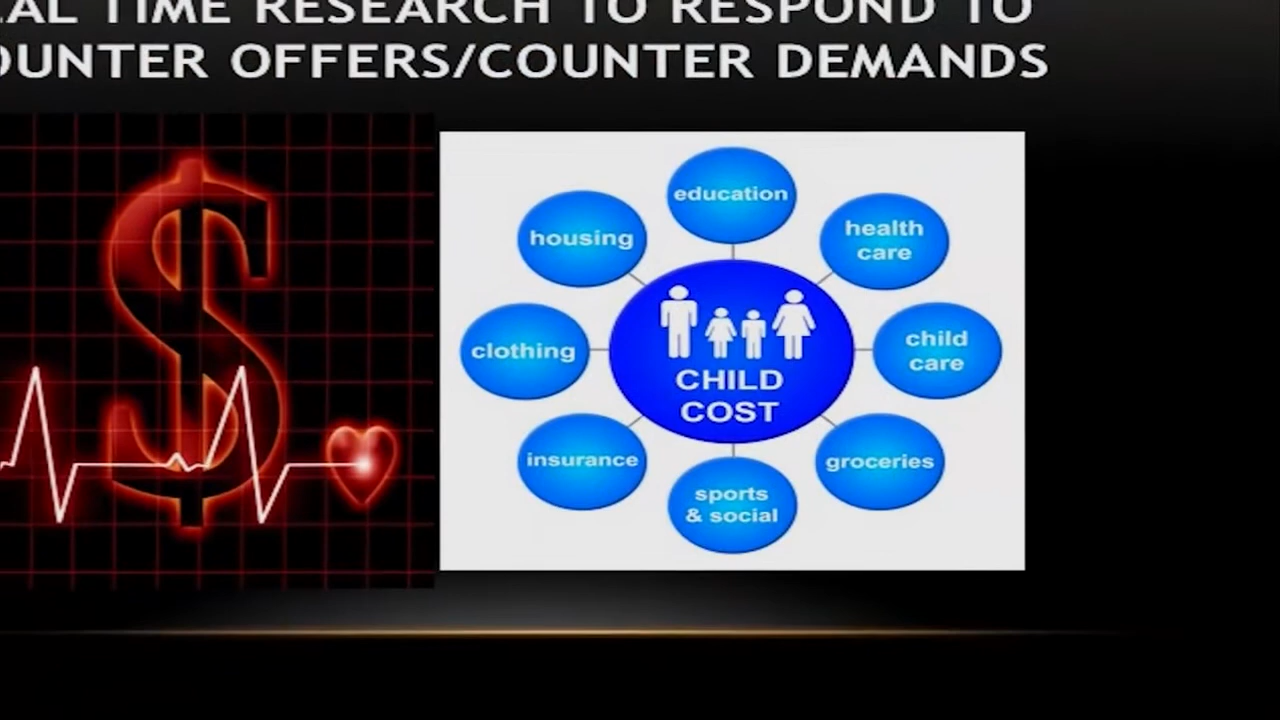 EAL TIME RESEARCH TO RESPOND TO
OUNTER OFFERS/COUNTER DEMANDS
education
housing
health
care
clothing
child
care
CHILD
COST
insurance
groceries
sports
& social